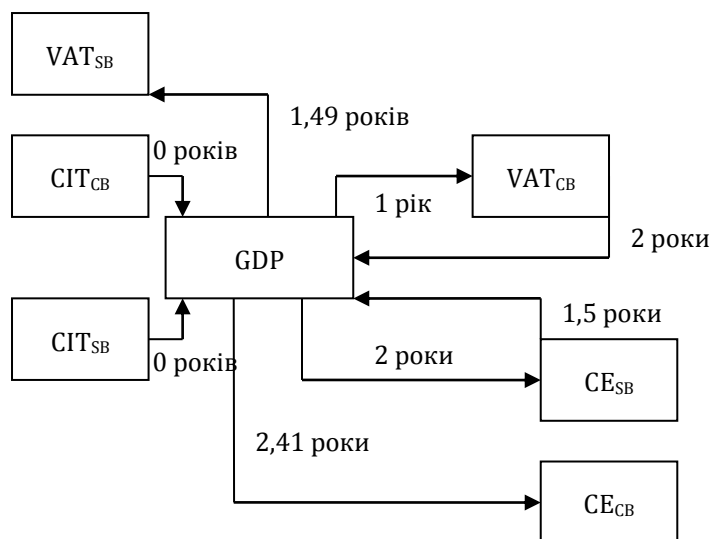 VAT_SB
1,49 років
0 років
CIT_CB
VAT_CB
1 рік
2 роки
GDP
1,5 роки
CIT_SB
0 років
2 роки
CE_SB
2,41 роки
CE_CB